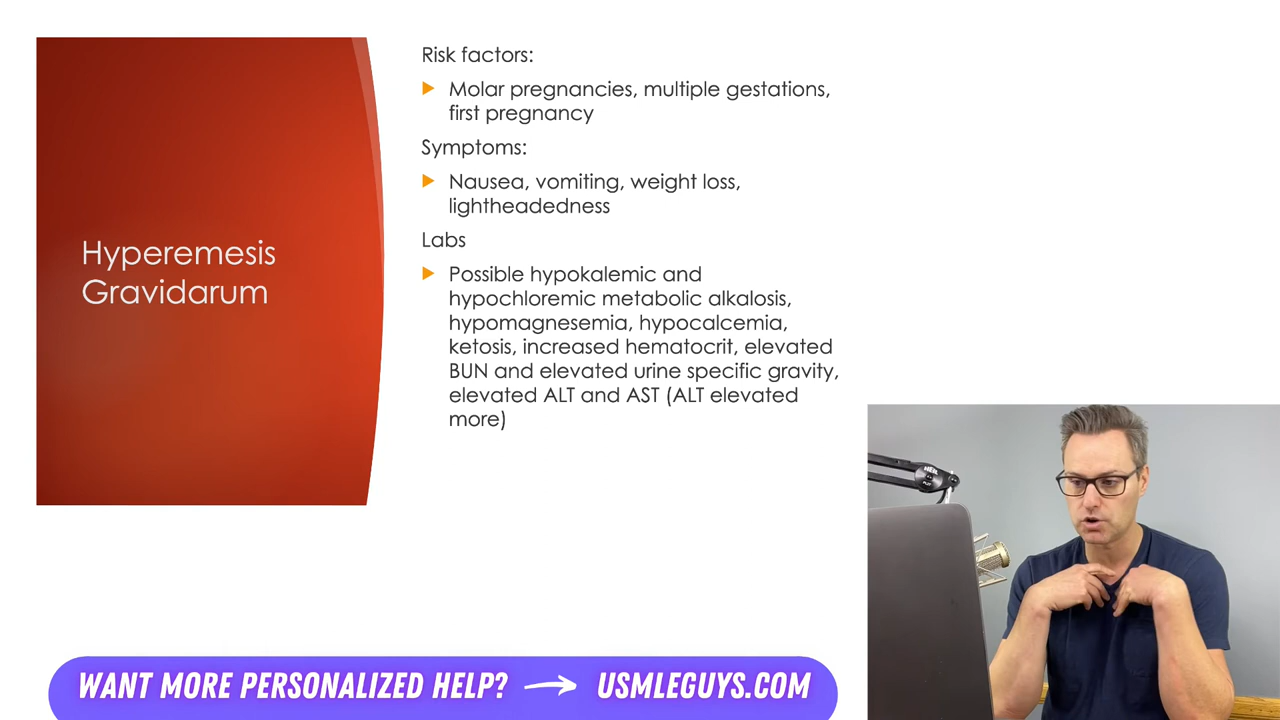 Hyperemesis
Gravidarum
Risk factors:
Molar pregnancies, multiple gestations,
first pregnancy
Symptoms:
Nausea, vomiting, weight loss,
lightheadedness
Labs
Possible hypokalemic and
hypochloremic metabolic alkalosis,
hypomagnesemia, hypocalcemia,
ketosis, increased hematocrit, elevated
BUN and elevated urine specific gravity,
elevated ALT and AST (ALT elevated
more)
WANT MORE PERSONALIZED HELP? → USMLEGUYS.COM